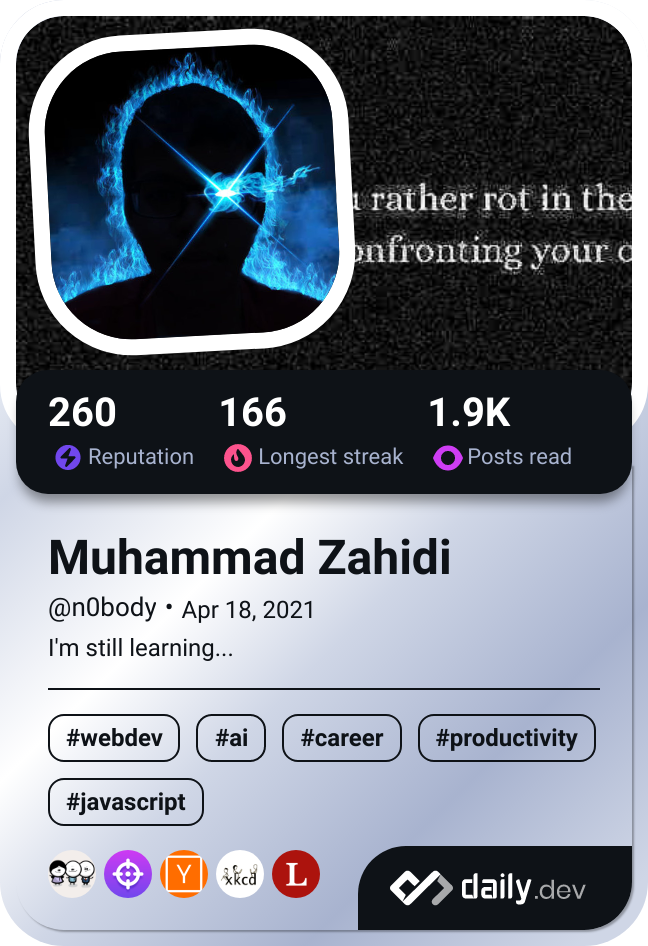 rather rot in the
onfronting your
260 166 1.9K
Reputation Longest streak Posts read
Muhammad Zahidi
@n0body • Apr 18, 2021
I'm still learning...
#webdev #ai #career #productivity
#javascript
Y xkcd L daily.dev